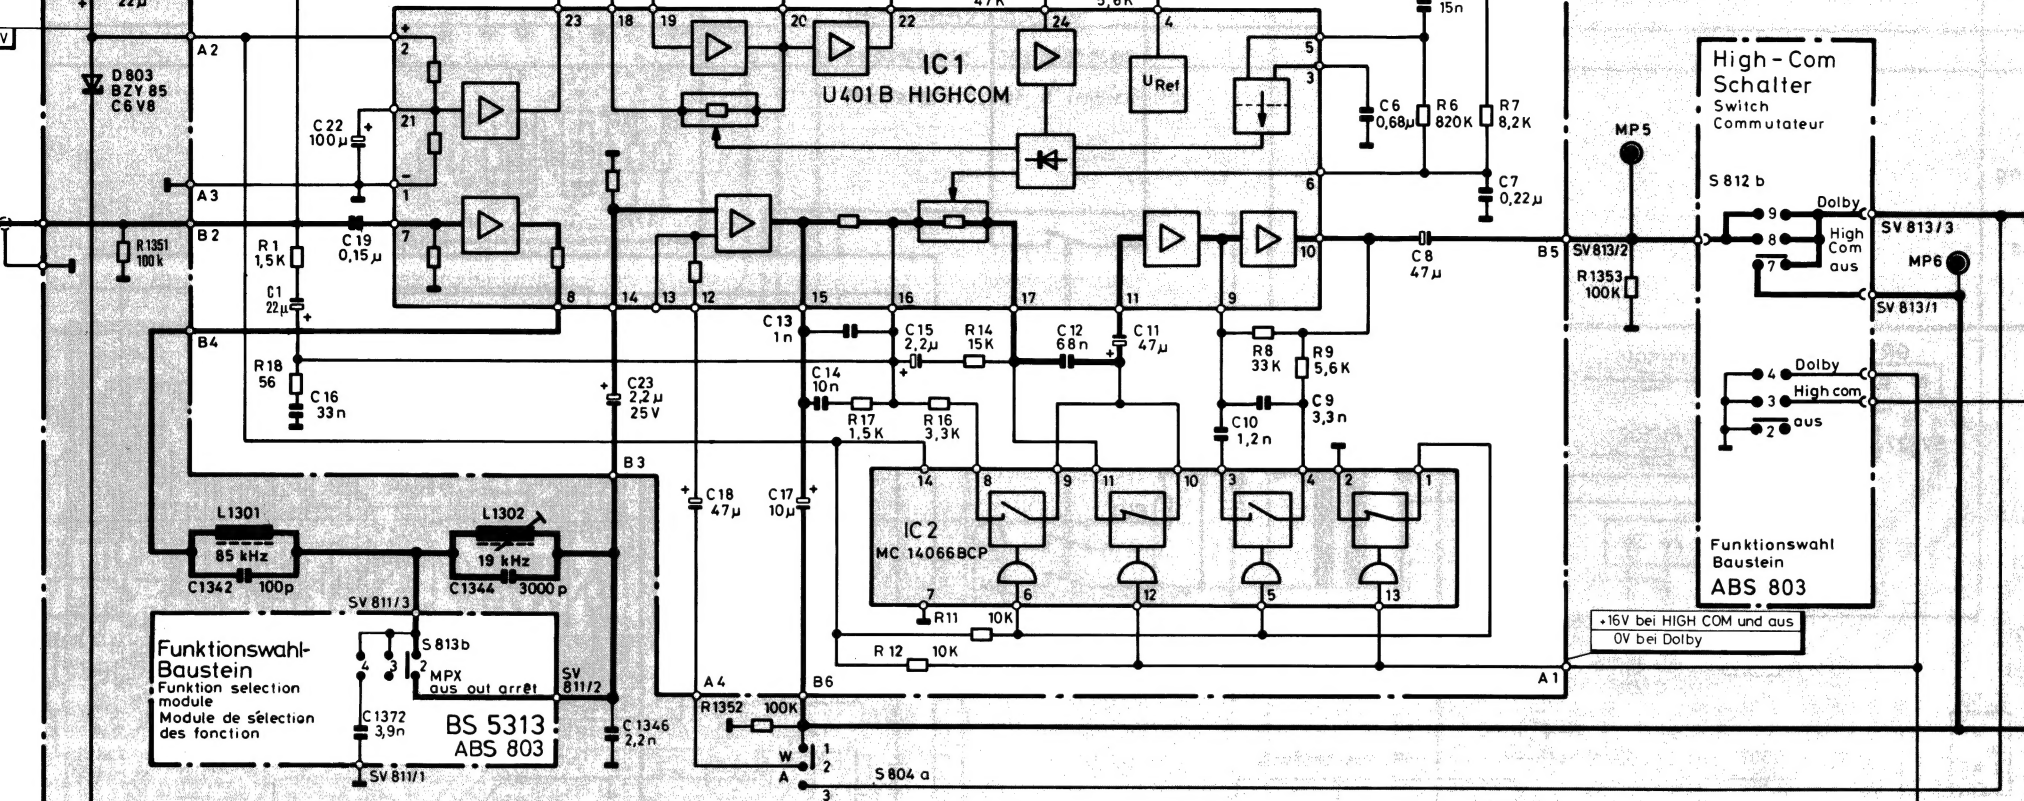 22µ
V
A2
D803
BZY 85
C6V8
C22
100µ
A3
B2
R1351
100k
R1
1,5K
C19
0,15µ
C1
22µ
B4
R18
56
C16
33n
+
2
21
−
1
7
23
18
19
20
22
47K
24
5,6K
4
IC1
U401B HIGHCOM
URef
5
3
6
10
8
14
13
12
15
16
17
11
9
15n
C6
0,68µ
R6
820K
R7
8,2K
C7
0,22µ
C8
47µ
B5
MP5
SV813/2
R1353
100K
High-Com
Schalter
Switch
Commutateur
S812b
9
8
7
Dolby
High
Com
aus
SV813/3
MP6
SV813/1
4
Dolby
3
High com
2
aus
Funktionswahl
Baustein
ABS 803
C13
1n
C15
2,2µ
R14
15K
C12
68n
C11
47µ
R8
33K
R9
5,6K
C14
10n
R17
1,5K
R16
3,3K
C10
1,2n
C9
3,3n
C23
2,2µ
25V
B3
C18
47µ
C17
10µ
14
8
9
11
10
3
4
2
1
IC2
MC 14066BCP
7
6
12
5
13
R11
10K
R12
10K
A1
+16V bei HIGH COM und aus
0V bei Dolby
L1301
85 kHz
C1342
100p
L1302
19 kHz
C1344
3000p
SV811/3
Funktionswahl-
Baustein
Funktion selection
module
Module de sélection
des fonction
4
3
2
S813b
MPX
aus out arrêt
C1372
3,9n
BS 5313
ABS 803
SV
811/2
SV811/1
C1346
2,2n
A4
B6
R1352
100K
W
A
1
2
3
S804a